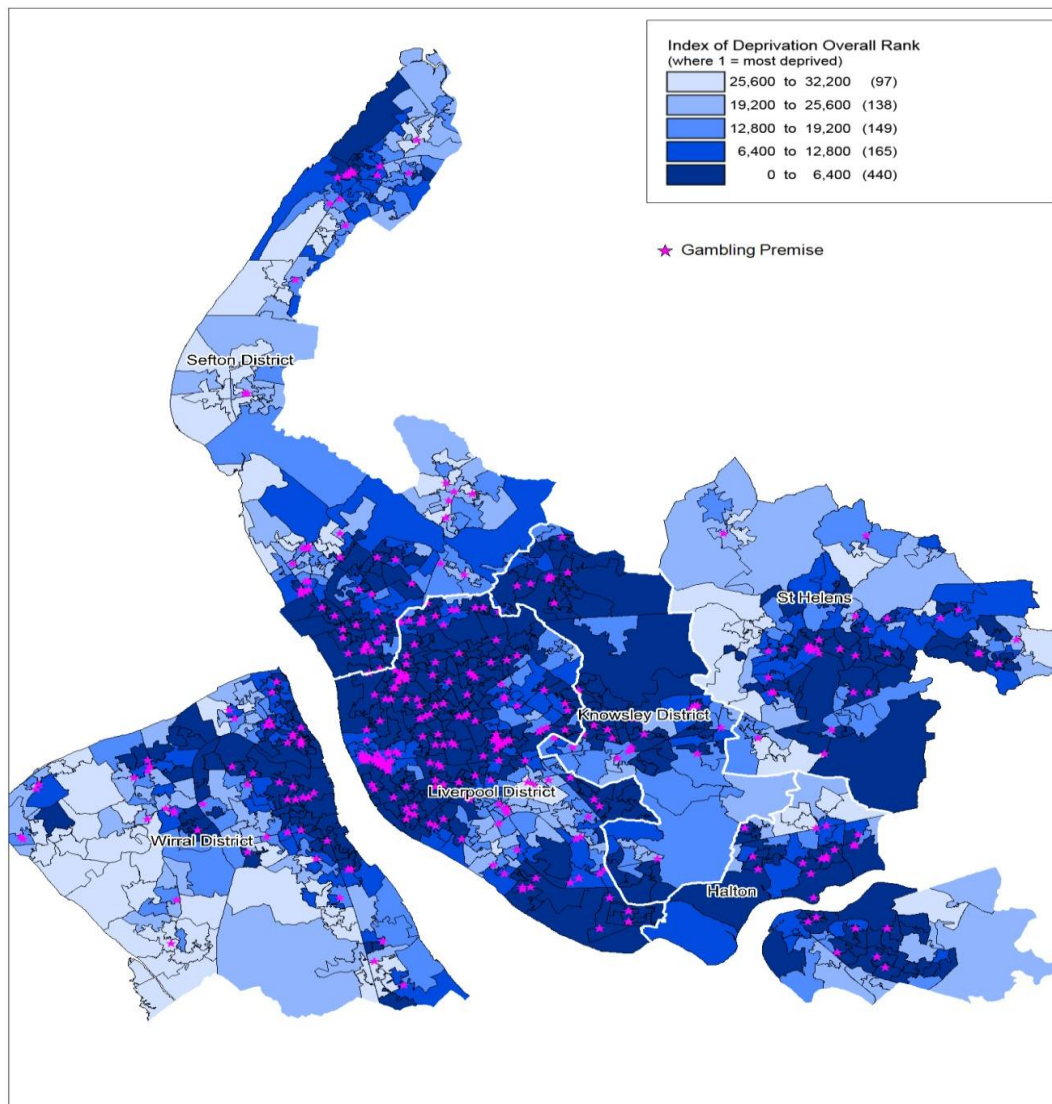 Index of Deprivation Overall Rank
(where 1 = most deprived)
25,600 to 32,200 (97)
19,200 to 25,600 (138)
12,800 to 19,200 (149)
6,400 to 12,800 (165)
0 to 6,400 (440)
Gambling Premise
Sefton District
St Helens
Knowsley District
Liverpool District
Wirral District
Halton